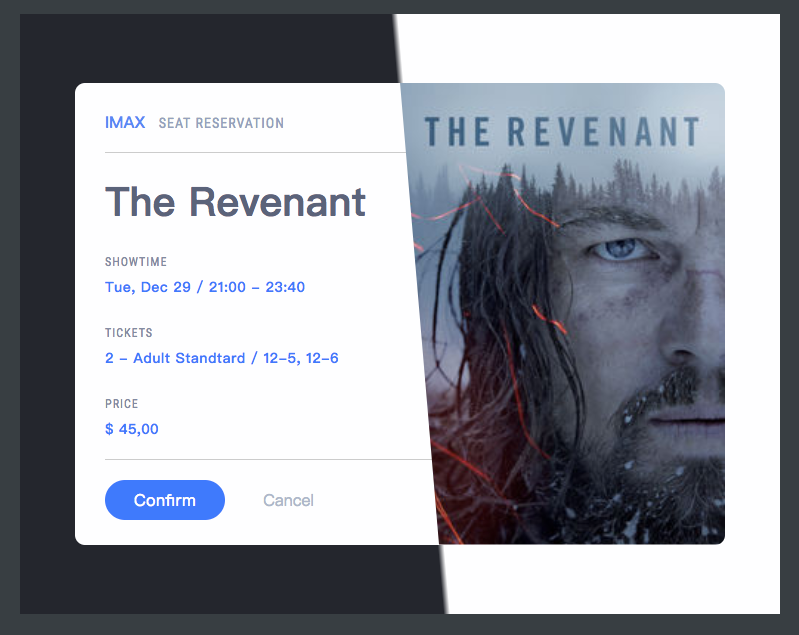 IMAX SEAT RESERVATION
THE REVENANT
The Revenant
SHOWTIME
Tue, Dec 29 / 21:00 – 23:40
TICKETS
2 – Adult Standtard / 12–5, 12–6
PRICE
$ 45,00
Confirm Cancel